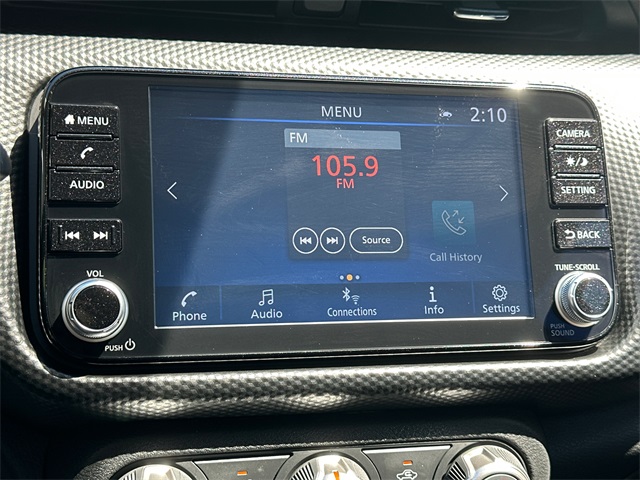 MENU
AUDIO
VOL
PUSH
MENU
2:10
FM
105.9
FM
Source
Call History
Phone
Audio
Connections
Info
Settings
CAMERA
SETTING
BACK
TUNE·SCROLL
PUSH
SOUND